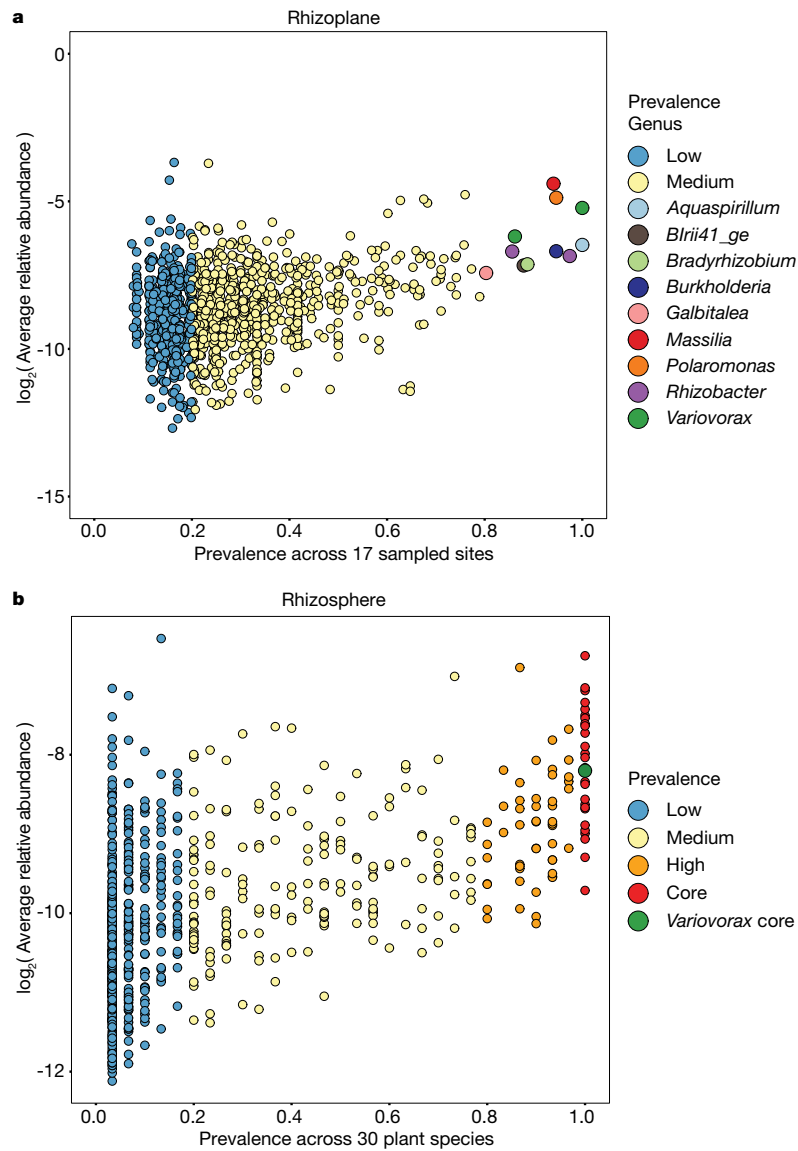 a
Rhizoplane
0
-5
-10
-15
log2( Average relative abundance )
0.0 0.2 0.4 0.6 0.8 1.0
Prevalence across 17 sampled sites
Prevalence
Genus
Low
Medium
Aquaspirillum
Blrii41_ge
Bradyrhizobium
Burkholderia
Galbitalea
Massilia
Polaromonas
Rhizobacter
Variovorax
b
Rhizosphere
-8
-10
-12
log2( Average relative abundance )
0.0 0.2 0.4 0.6 0.8 1.0
Prevalence across 30 plant species
Prevalence
Low
Medium
High
Core
Variovorax core